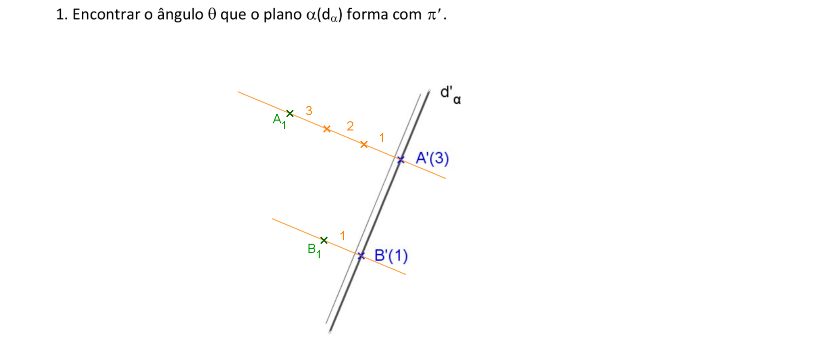 1. Encontrar o ângulo θ que o plano α(dα) forma com π′.
d'α
A1
3
2
1
A'(3)
B1
1
B'(1)